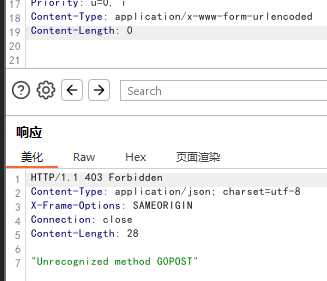 17 Priority: u=0, i
18 Content-Type: application/x-www-form-urlencoded
19 Content-Length: 0
20
21
Search
响应
美化 Raw Hex 页面渲染
1 HTTP/1.1 403 Forbidden
2 Content-Type: application/json; charset=utf-8
3 X-Frame-Options: SAMEORIGIN
4 Connection: close
5 Content-Length: 28
6
7 "Unrecognized method GOPOST"